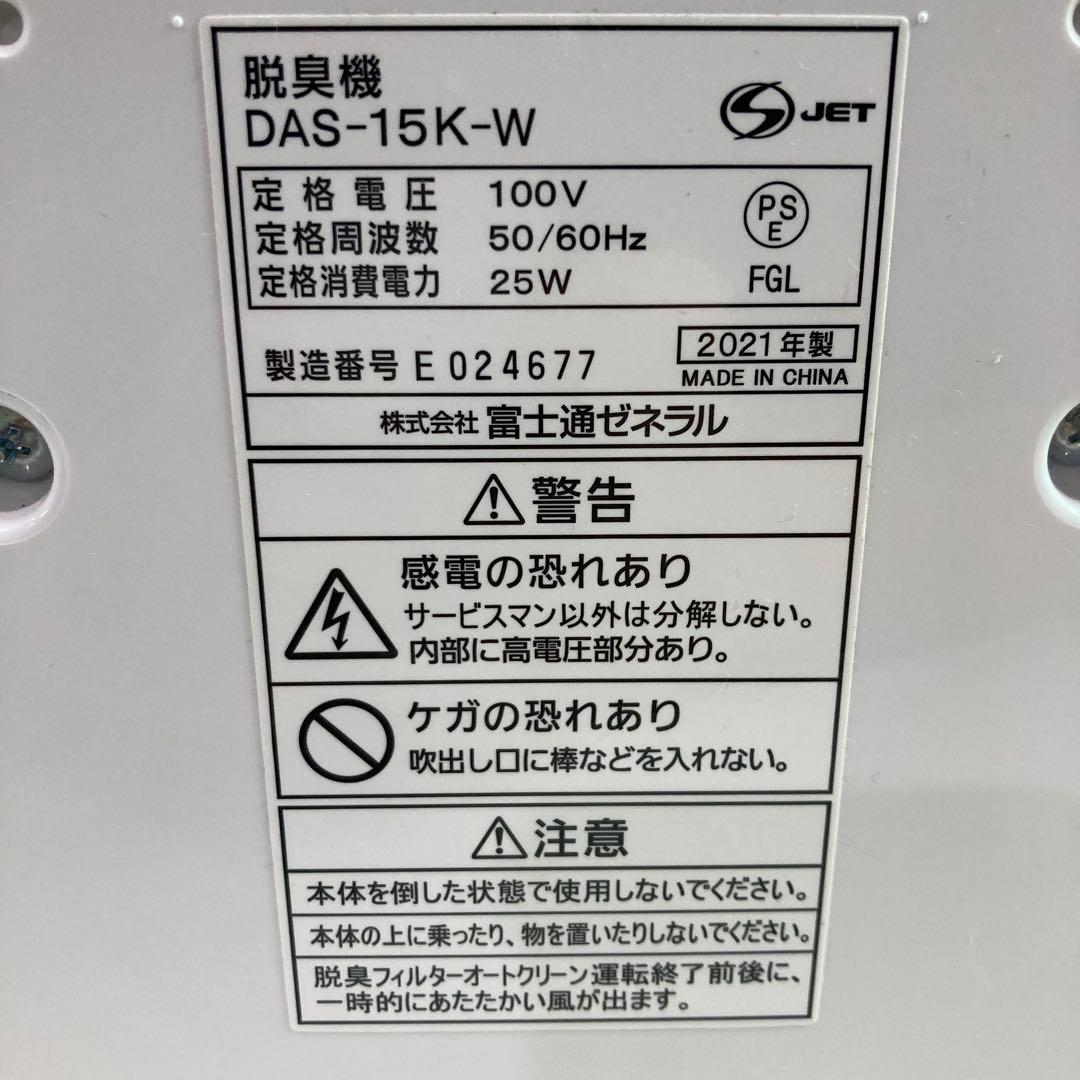 脱臭機
DAS-15K-W
S JET
定格電圧 100V
定格周波数 50/60Hz
定格消費電力 25W
PS
E
FGL
製造番号 E 024677
2021年製
MADE IN CHINA
株式会社 富士通ゼネラル
警告
感電の恐れあり
サービスマン以外は分解しない。
内部に高電圧部分あり。
ケガの恐れあり
吹出し口に棒などを入れない。
注意
本体を倒した状態で使用しないでください。
本体の上に乗ったり、物を置いたりしないでください。
脱臭フィルターオートクリーン運転終了前後に、
一時的にあたたかい風が出ます。